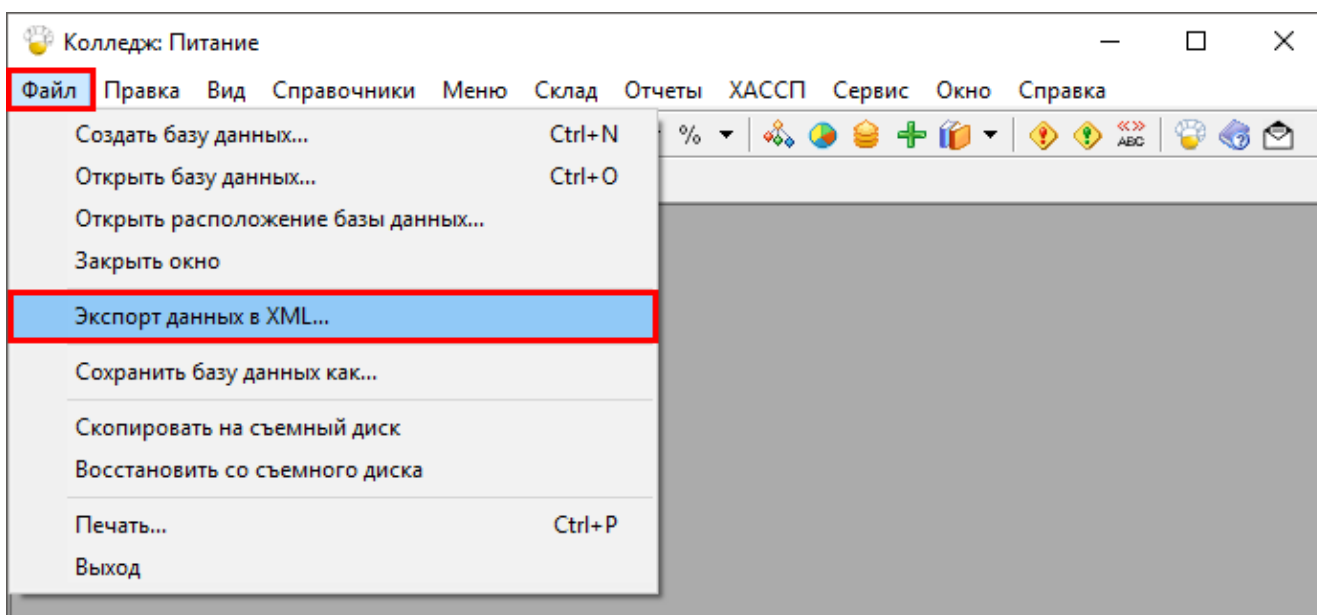 Колледж: Питание
Файл Правка Вид Справочники Меню Склад Отчеты ХАССП Сервис Окно Справка
Создать базу данных... Ctrl+N
% ABC
Открыть базу данных... Ctrl+O
Открыть расположение базы данных...
Закрыть окно
Экспорт данных в XML...
Сохранить базу данных как...
Скопировать на съемный диск
Восстановить со съемного диска
Печать... Ctrl+P
Выход